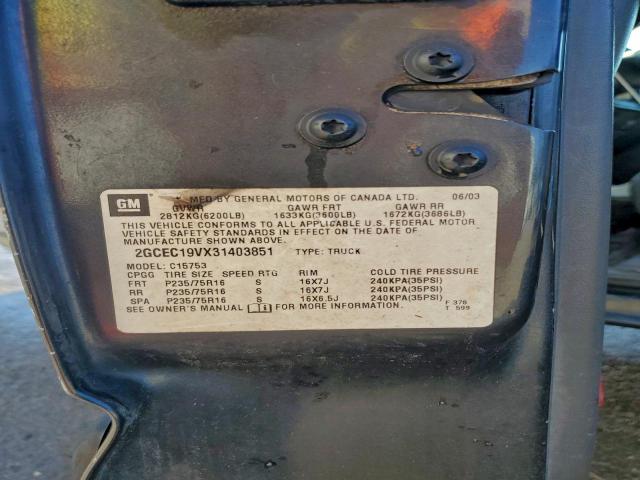 GM
MFD BY GENERAL MOTORS OF CANADA LTD. 06/03
GVWR GAWR FRT GAWR RR
2812KG(6200LB) 1633KG(3600LB) 1672KG(3686LB)
THIS VEHICLE CONFORMS TO ALL APPLICABLE U.S. FEDERAL MOTOR
VEHICLE SAFETY STANDARDS IN EFFECT ON THE DATE OF
MANUFACTURE SHOWN ABOVE.
2GCEC19VX31403851 TYPE: TRUCK
MODEL: C15753
CPGG TIRE SIZE SPEED RTG RIM COLD TIRE PRESSURE
FRT P235/75R16 S 16X7J 240KPA(35PSI)
RR P235/75R16 S 16X7J 240KPA(35PSI)
SPA P235/75R16 S 16X6.5J 240KPA(35PSI)
SEE OWNER'S MANUAL FOR MORE INFORMATION.
F 376
T 599